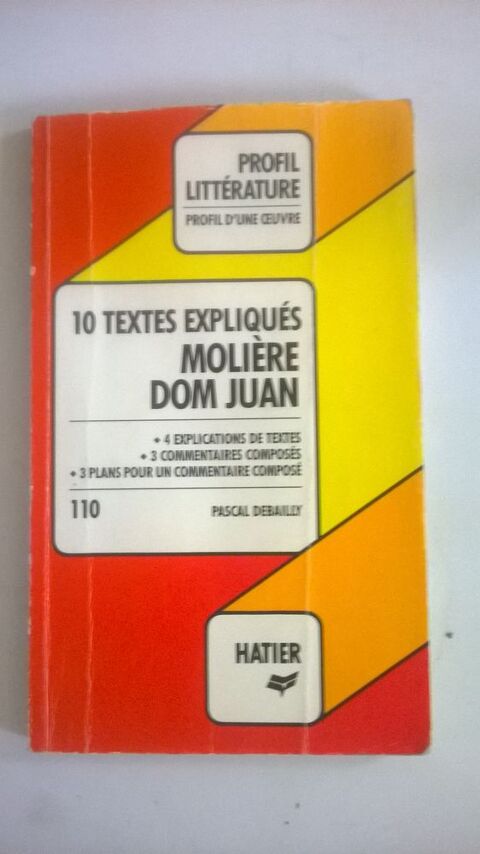 PROFIL
LITTÉRATURE
PROFIL D'UNE ŒUVRE
10 TEXTES EXPLIQUÉS
MOLIÈRE
DOM JUAN
• 4 EXPLICATIONS DE TEXTES
• 3 COMMENTAIRES COMPOSÉS
• 3 PLANS POUR UN COMMENTAIRE COMPOSÉ
110 PASCAL DEBAILLY
HATIER